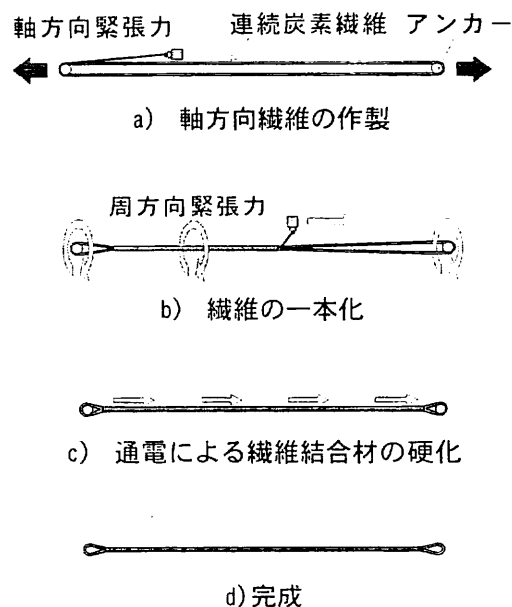 軸方向緊張力 連続炭素繊維 アンカー
a) 軸方向繊維の作製
周方向緊張力
b) 繊維の一本化
c) 通電による繊維結合材の硬化
d)完成